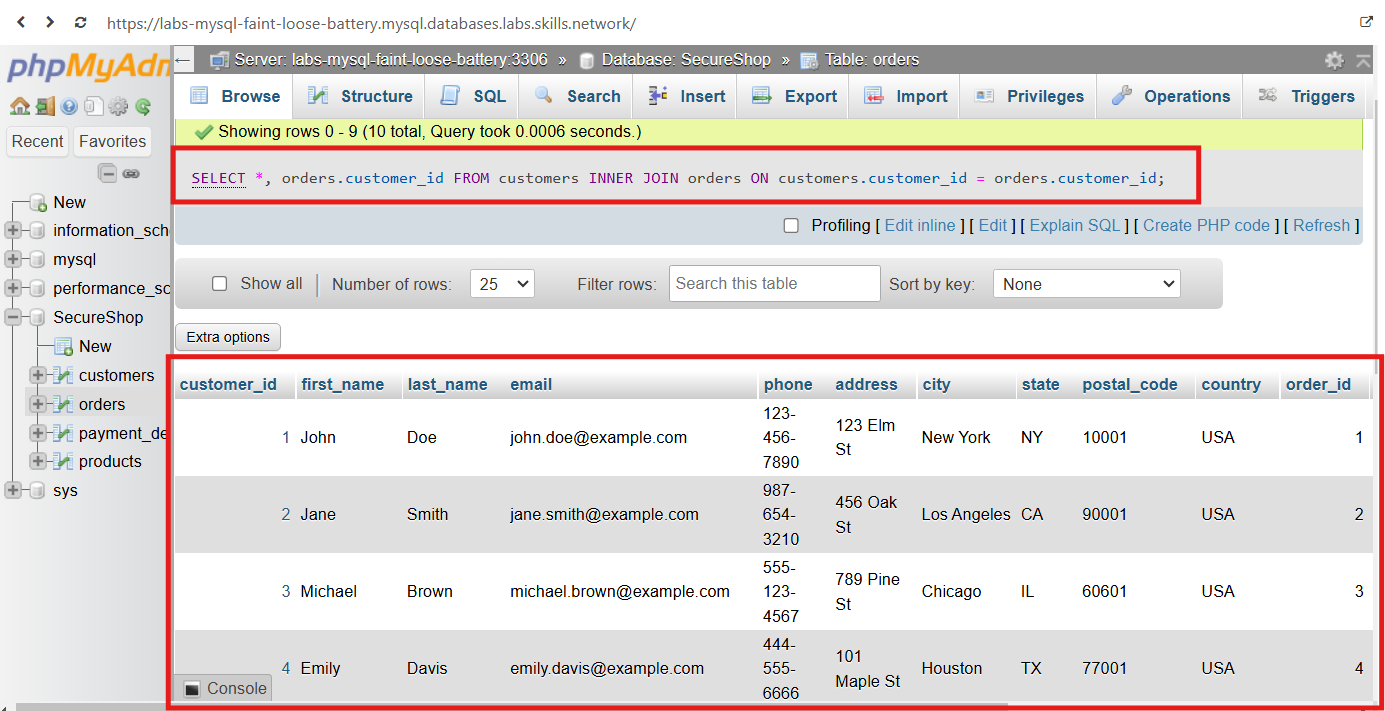 https://labs-mysql-faint-loose-battery.mysql.databases.labs.skills.network/
phpMyAdm
Server: labs-mysql-faint-loose-battery:3306 » Database: SecureShop » Table: orders
Browse Structure SQL Search Insert Export Import Privileges Operations Triggers
Recent Favorites
New
information_sch
mysql
performance_sc
SecureShop
New
customers
orders
payment_de
products
sys
Showing rows 0 - 9 (10 total, Query took 0.0006 seconds.)
SELECT *, orders.customer_id FROM customers INNER JOIN orders ON customers.customer_id = orders.customer_id;
Profiling [ Edit inline ] [ Edit ] [ Explain SQL ] [ Create PHP code ] [ Refresh ]
Show all Number of rows: 25 Filter rows: Search this table Sort by key: None
Extra options
customer_id first_name last_name email phone address city state postal_code country order_id
1 John Doe john.doe@example.com 123-456-7890 123 Elm St New York NY 10001 USA 1
2 Jane Smith jane.smith@example.com 987-654-3210 456 Oak St Los Angeles CA 90001 USA 2
3 Michael Brown michael.brown@example.com 555-123-4567 789 Pine St Chicago IL 60601 USA 3
4 Emily Davis emily.davis@example.com 444-555-6666 101 Maple St Houston TX 77001 USA 4
Console